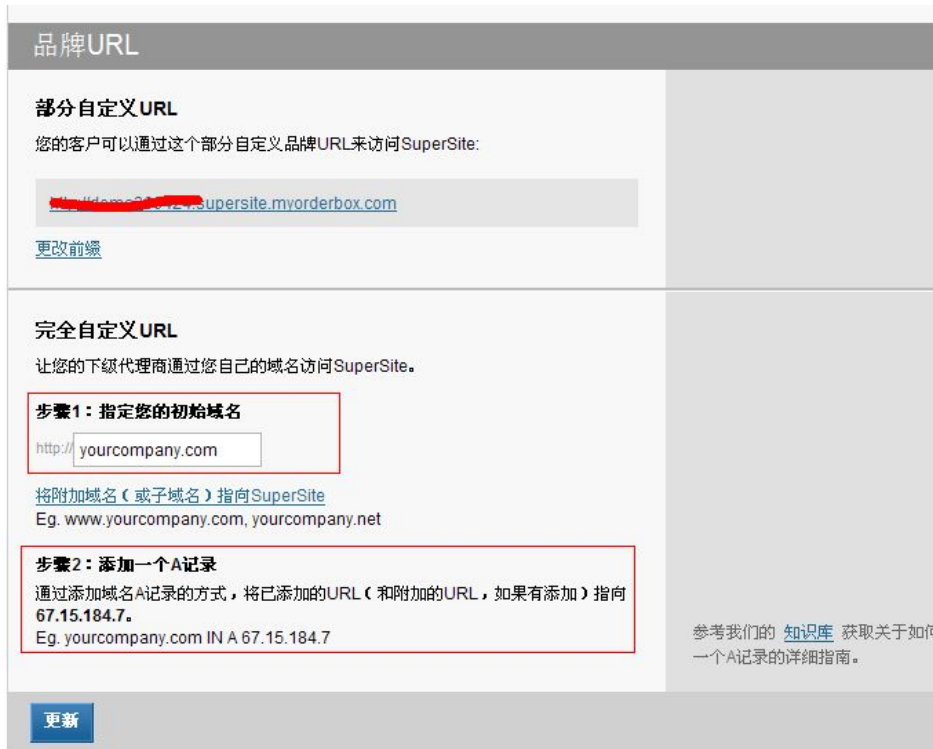 品牌URL
部分自定义URL
您的客户可以通过这个部分自定义品牌URL来访问SuperSite:
.supersite.myorderbox.com
更改前缀
完全自定义URL
让您的下级代理商通过您自己的域名访问SuperSite。
步骤1：指定您的初始域名
http:// yourcompany.com
将附加域名（或子域名）指向SuperSite
Eg. www.yourcompany.com, yourcompany.net
步骤2：添加一个A记录
通过添加域名A记录的方式，将已添加的URL（和附加的URL，如果有添加）指向
67.15.184.7。
Eg. yourcompany.com IN A 67.15.184.7
参考我们的 知识库 获取关于如何
一个A记录的详细指南。
更新